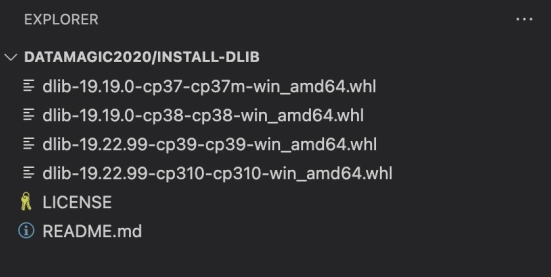 EXPLORER
DATAMAGIC2020/INSTALL-DLIB
dlib-19.19.0-cp37-cp37m-win_amd64.whl
dlib-19.19.0-cp38-cp38-win_amd64.whl
dlib-19.22.99-cp39-cp39-win_amd64.whl
dlib-19.22.99-cp310-cp310-win_amd64.whl
LICENSE
README.md